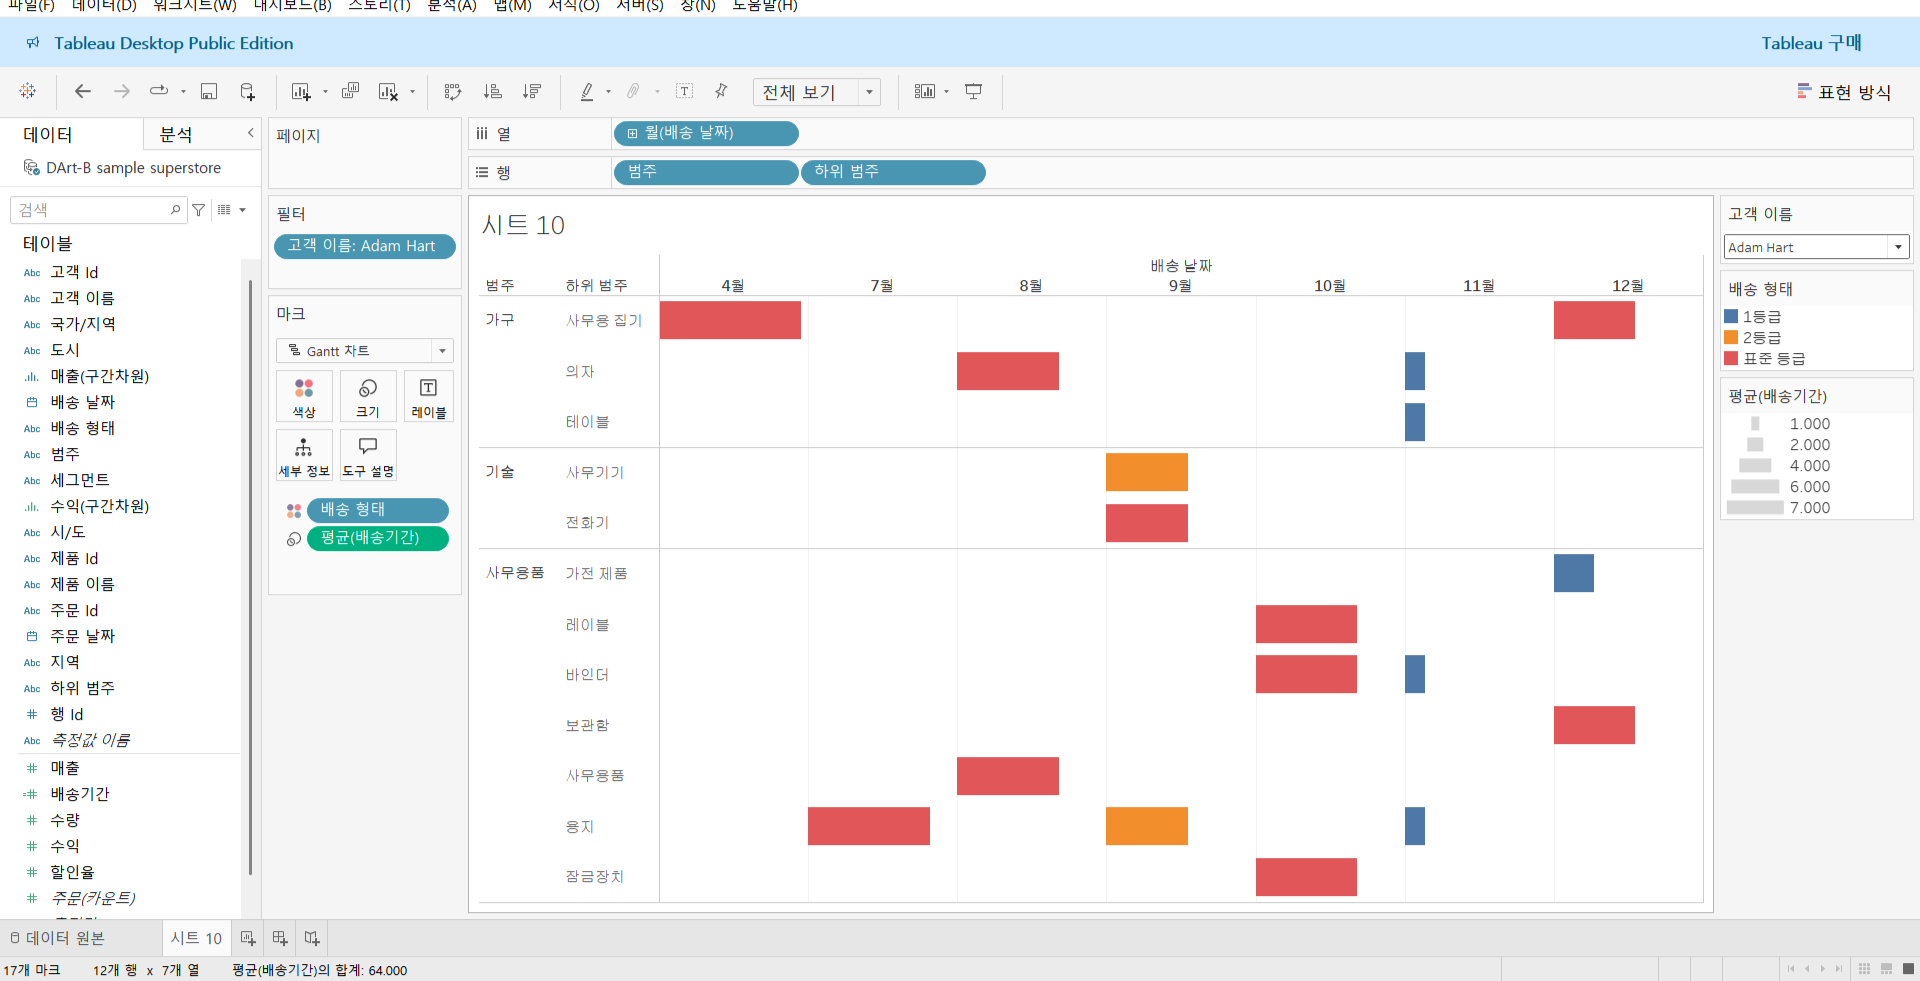 파일(F) 데이터(D) 워크시트(W) 대시보드(B) 스토리(T) 분석(A) 맵(M) 서식(O) 서버(S) 창(N) 도움말(H)
Tableau Desktop Public Edition
Tableau 구매
전체 보기
표현 방식
데이터 분석
DArt-B sample superstore
검색
테이블
Abc 고객 Id
Abc 고객 이름
Abc 국가/지역
Abc 도시
매출(구간차원)
배송 날짜
Abc 배송 형태
Abc 범주
Abc 세그먼트
수익(구간차원)
Abc 시/도
Abc 제품 Id
Abc 제품 이름
Abc 주문 Id
주문 날짜
Abc 지역
Abc 하위 범주
행 Id
Abc 측정값 이름
매출
배송기간
수량
수익
할인율
주문(카운트)
페이지
필터
고객 이름: Adam Hart
마크
Gantt 차트
색상 크기 레이블
세부 정보 도구 설명
배송 형태
평균(배송기간)
열 월(배송 날짜)
행 범주 하위 범주
시트 10
배송 날짜
범주 하위 범주 4월 7월 8월 9월 10월 11월 12월
가구 사무용 집기
의자
테이블
기술 사무기기
전화기
사무용품 가전 제품
레이블
바인더
보관함
사무용품
용지
잠금장치
고객 이름
Adam Hart
배송 형태
1등급
2등급
표준 등급
평균(배송기간)
1.000
2.000
4.000
6.000
7.000
데이터 원본 시트 10
17개 마크 12개 행 x 7개 열 평균(배송기간)의 합계: 64.000